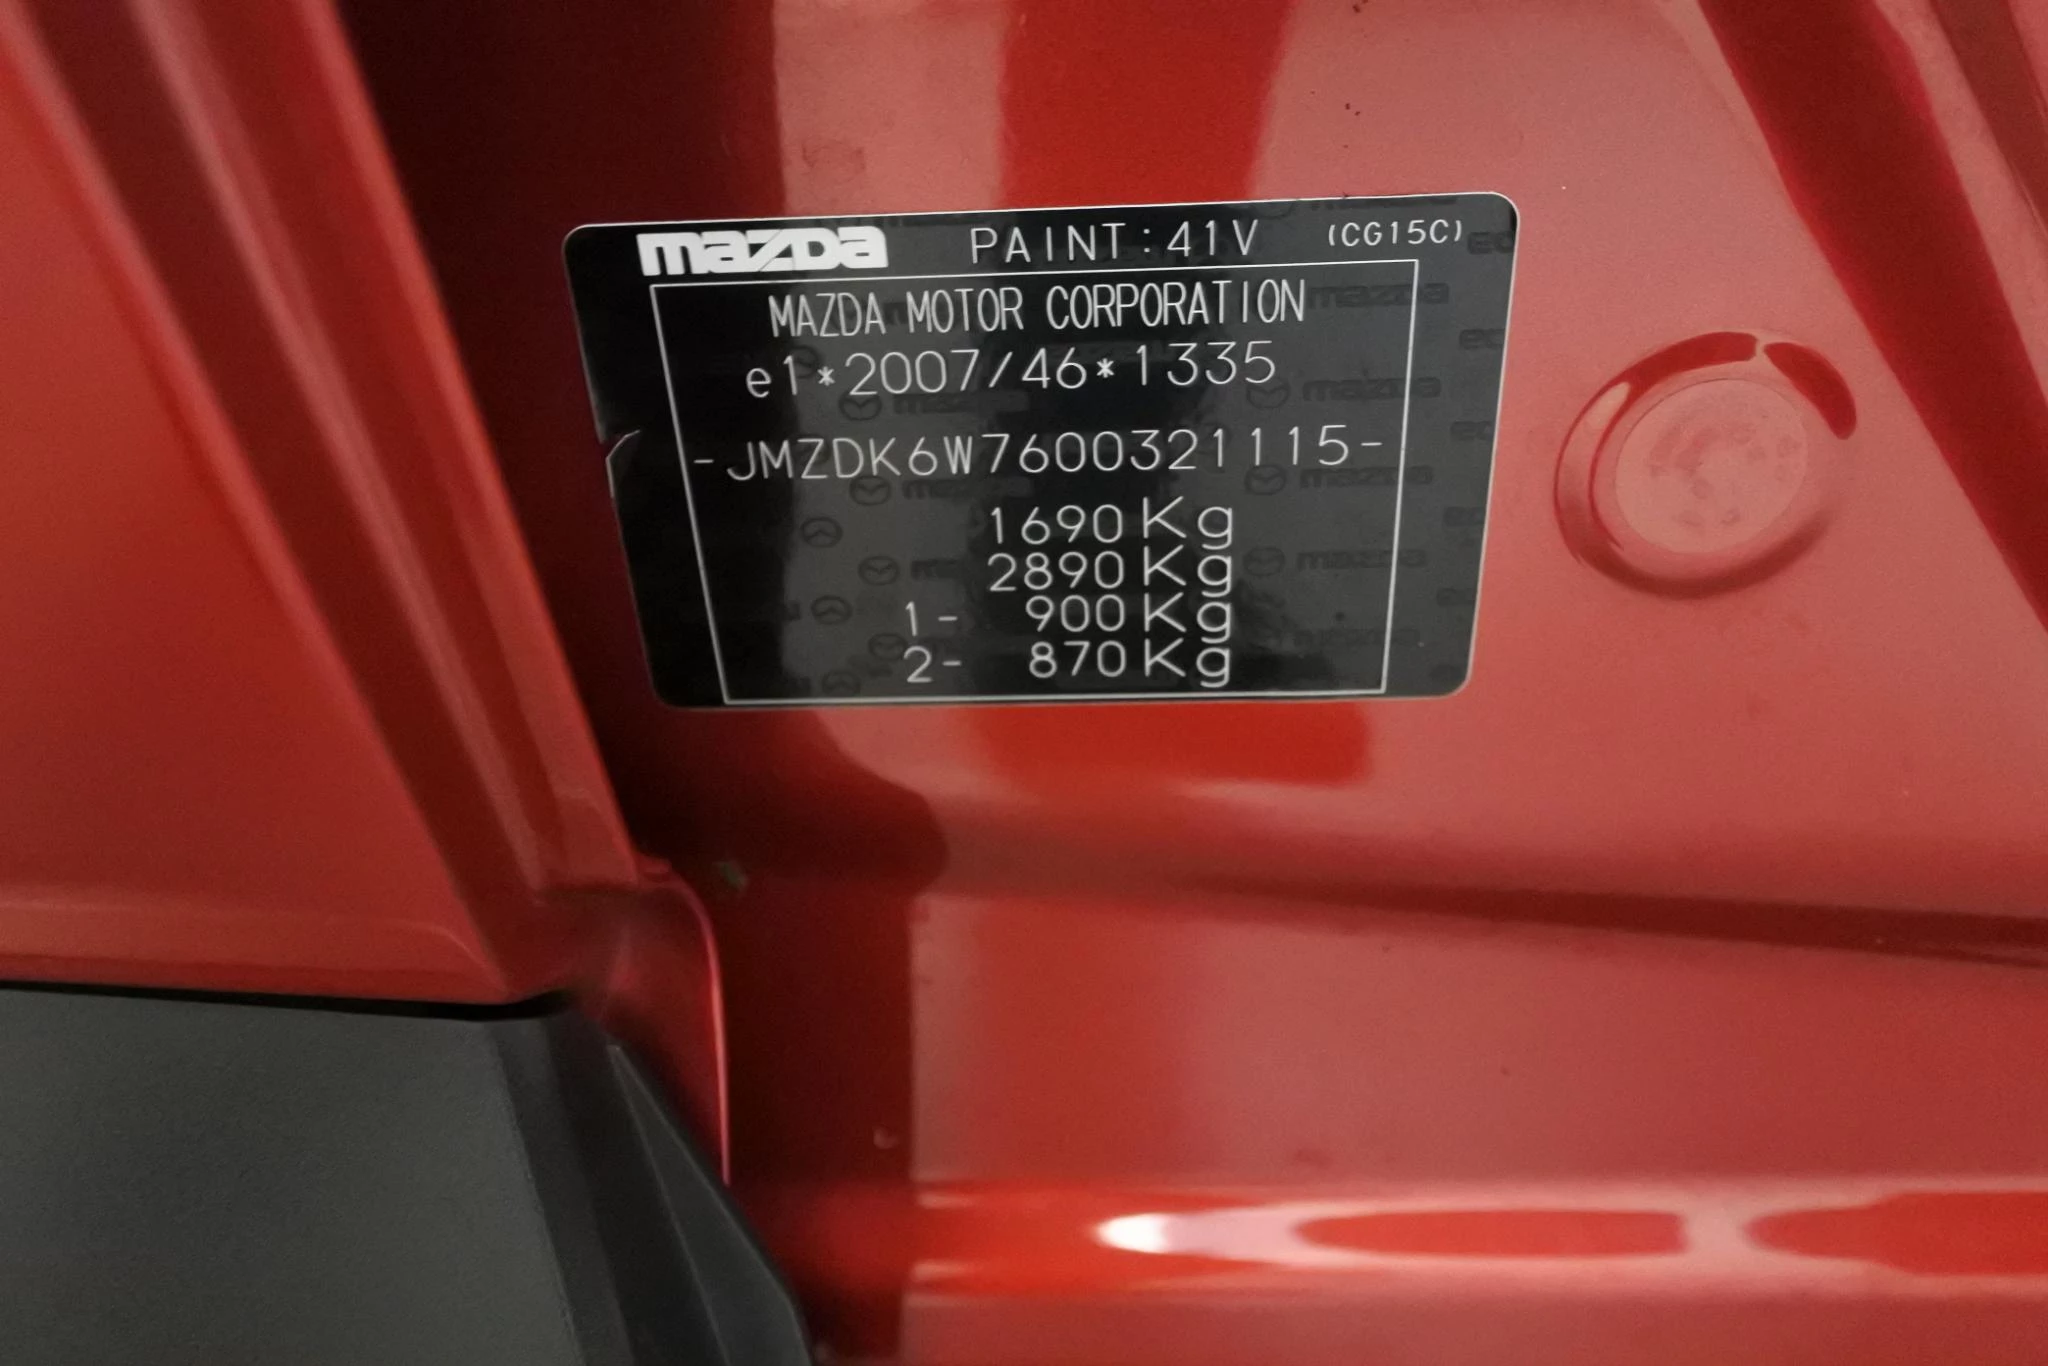 mazda PAINT:41V (CG15C)
MAZDA MOTOR CORPORATION
e1*2007/46*1335
-JMZDK6W7600321115-
1690Kg
2890Kg
1- 900Kg
2- 870Kg